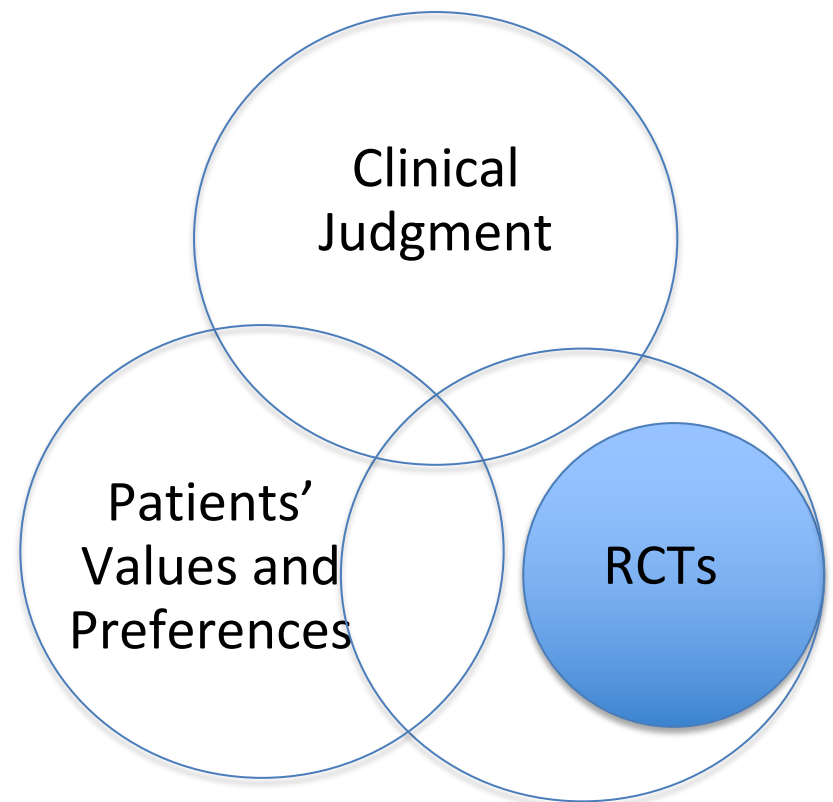 Clinical
Judgment
Patients’
Values and
Preferences
RCTs